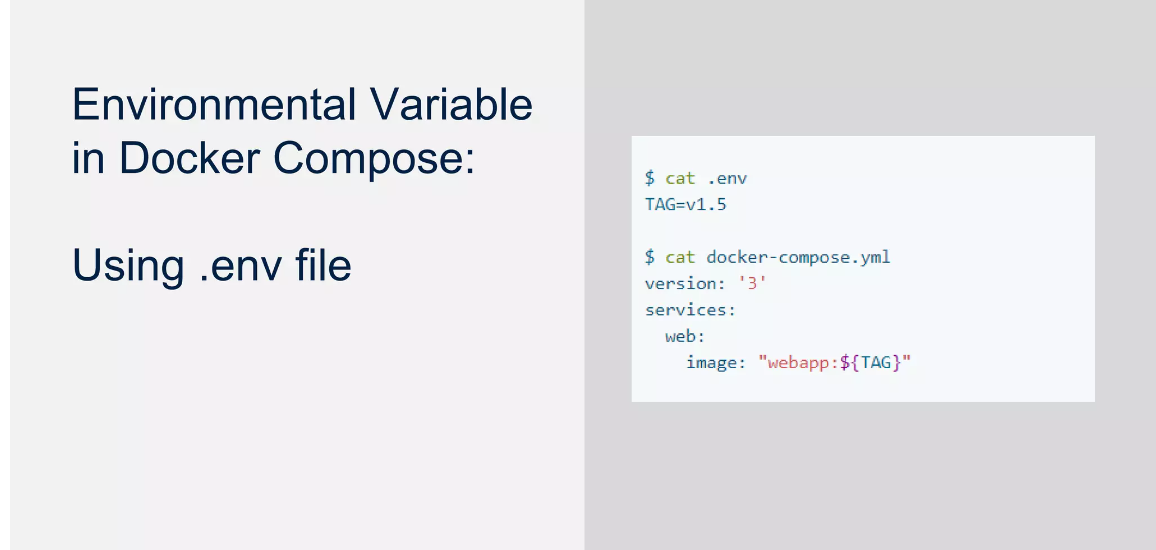 Environmental Variable
in Docker Compose:
Using .env file
$ cat .env
TAG=v1.5
$ cat docker-compose.yml
version: '3'
services:
  web:
    image: "webapp:${TAG}"